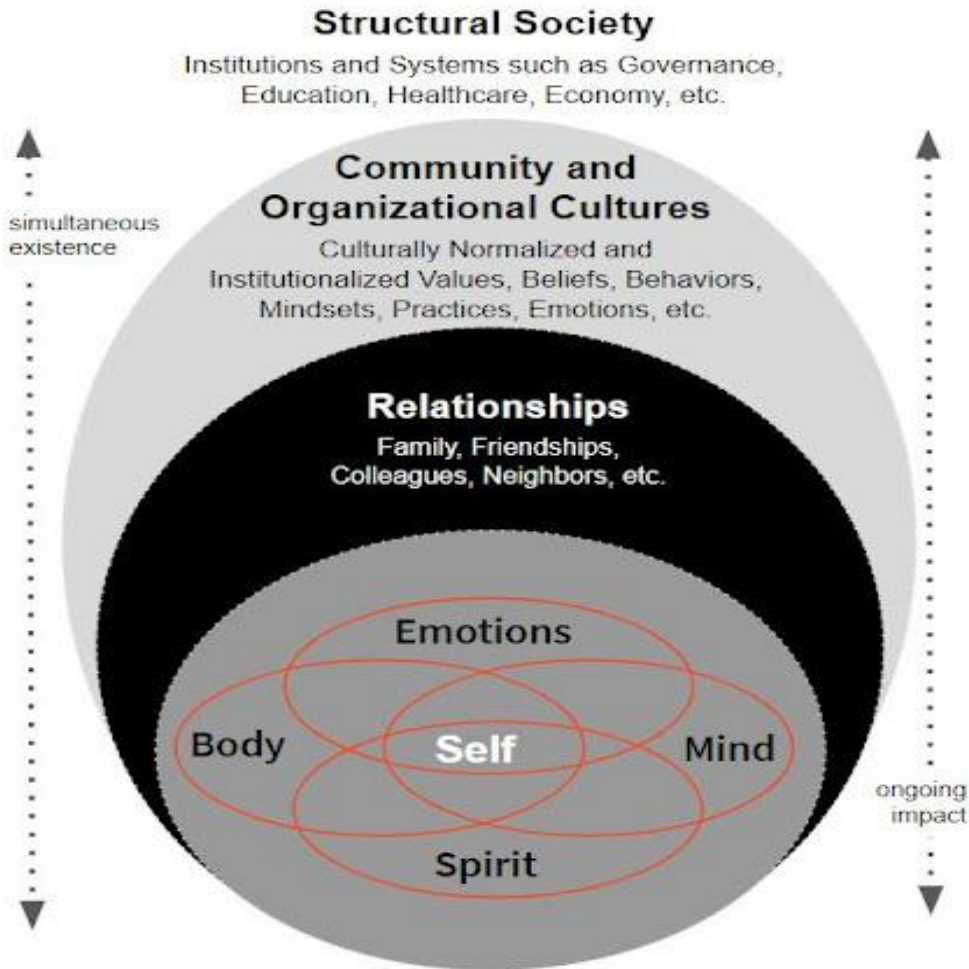 Structural Society
Institutions and Systems such as Governance,
Education, Healthcare, Economy, etc.
Community and
Organizational Cultures
simultaneous
existence
Culturally Normalized and
Institutionalized Values, Beliefs, Behaviors,
Mindsets, Practices, Emotions, etc.
Relationships
Family, Friendships,
Colleagues, Neighbors, etc.
Emotions
Body
Self
Mind
ongoing
impact
Spirit